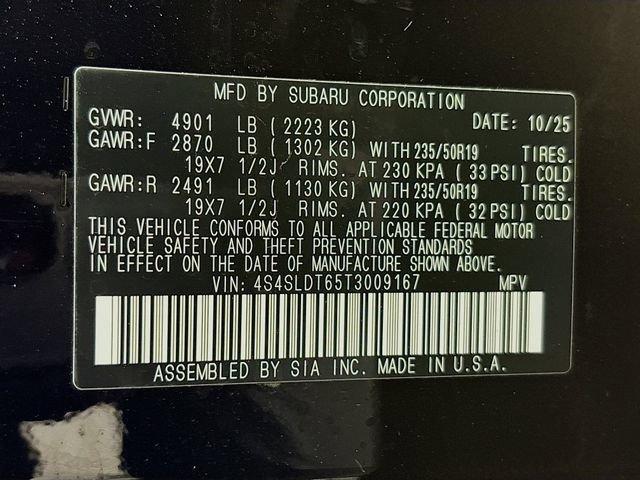 MFD BY SUBARU CORPORATION
GVWR: 4901 LB (2223 KG) DATE: 10/25
GAWR:F 2870 LB (1302 KG) WITH 235/50R19 TIRES.
19X7 1/2J RIMS. AT 230 KPA (33 PSI) COLD
GAWR:R 2491 LB (1130 KG) WITH 235/50R19 TIRES.
19X7 1/2J RIMS. AT 220 KPA (32 PSI) COLD
THIS VEHICLE CONFORMS TO ALL APPLICABLE FEDERAL MOTOR
VEHICLE SAFETY AND THEFT PREVENTION STANDARDS
IN EFFECT ON THE DATE OF MANUFACTURE SHOWN ABOVE.
VIN: 4S4SLDT65T3009167 MPV
ASSEMBLED BY SIA INC. MADE IN U.S.A.